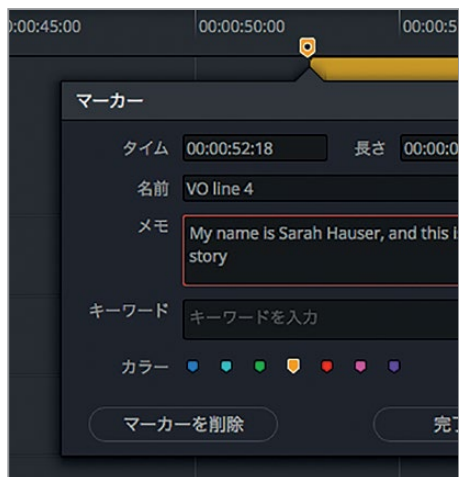 0:00:45:00 00:00:50:00 00:00:5
マーカー
タイム 00:00:52:18 長さ 00:00:0
名前 VO line 4
メモ My name is Sarah Hauser, and this i
story
キーワード キーワードを入力
カラー
マーカーを削除 完了